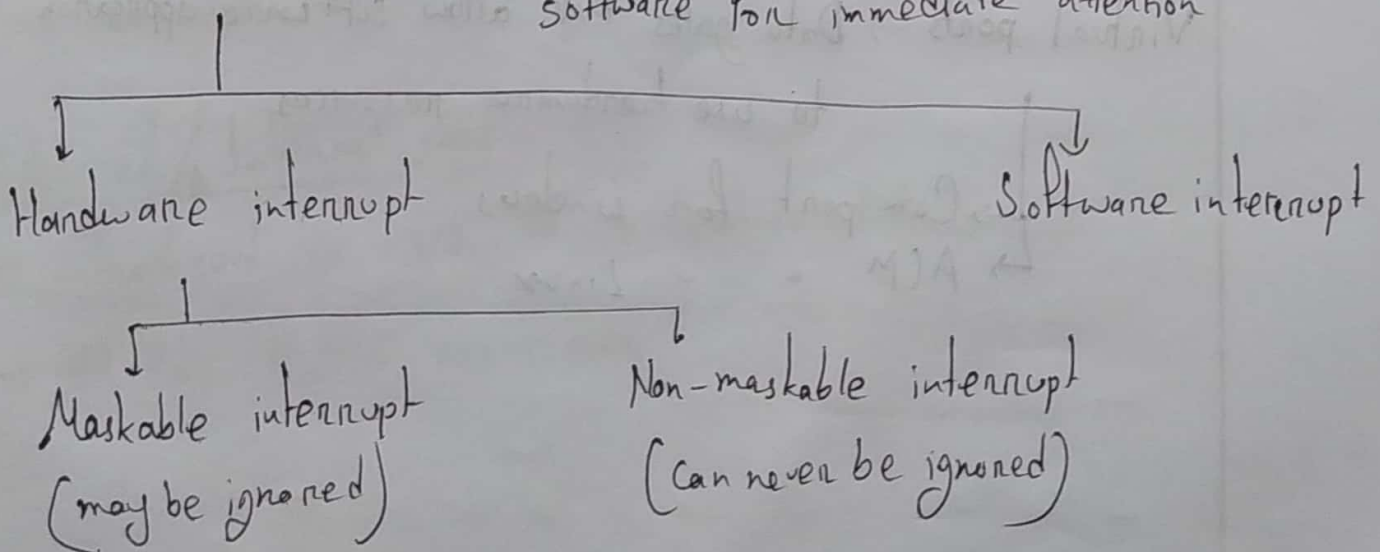 software for immediate attention
Hardware interrupt
Software interrupt
Maskable interrupt
Non-maskable interrupt
(may be ignored)
(Can never be ignored)